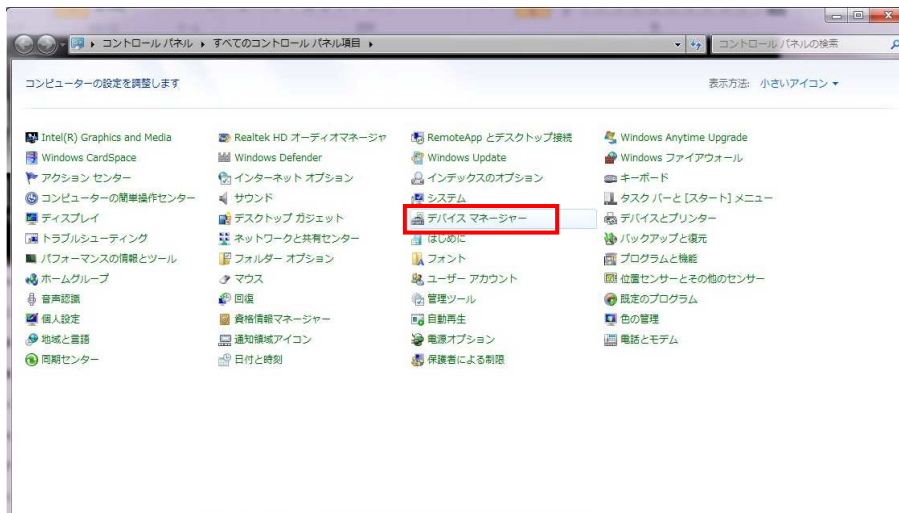 コントロール パネル ▸ すべてのコントロール パネル項目 ▸
コントロール パネルの検索
コンピューターの設定を調整します
表示方法: 小さいアイコン
Intel(R) Graphics and Media
Realtek HD オーディオマネージャ
RemoteApp とデスクトップ接続
Windows Anytime Upgrade
Windows CardSpace
Windows Defender
Windows Update
Windows ファイアウォール
アクション センター
インターネット オプション
インデックスのオプション
キーボード
コンピューターの簡単操作センター
サウンド
システム
タスク バーと [スタート] メニュー
ディスプレイ
デスクトップ ガジェット
デバイス マネージャー
デバイスとプリンター
トラブルシューティング
ネットワークと共有センター
はじめに
バックアップと復元
パフォーマンスの情報とツール
フォルダー オプション
フォント
プログラムと機能
ホームグループ
マウス
ユーザー アカウント
位置センサーとその他のセンサー
音声認識
回復
管理ツール
既定のプログラム
個人設定
資格情報マネージャー
自動再生
色の管理
地域と言語
通知領域アイコン
電源オプション
電話とモデム
同期センター
日付と時刻
保護者による制限